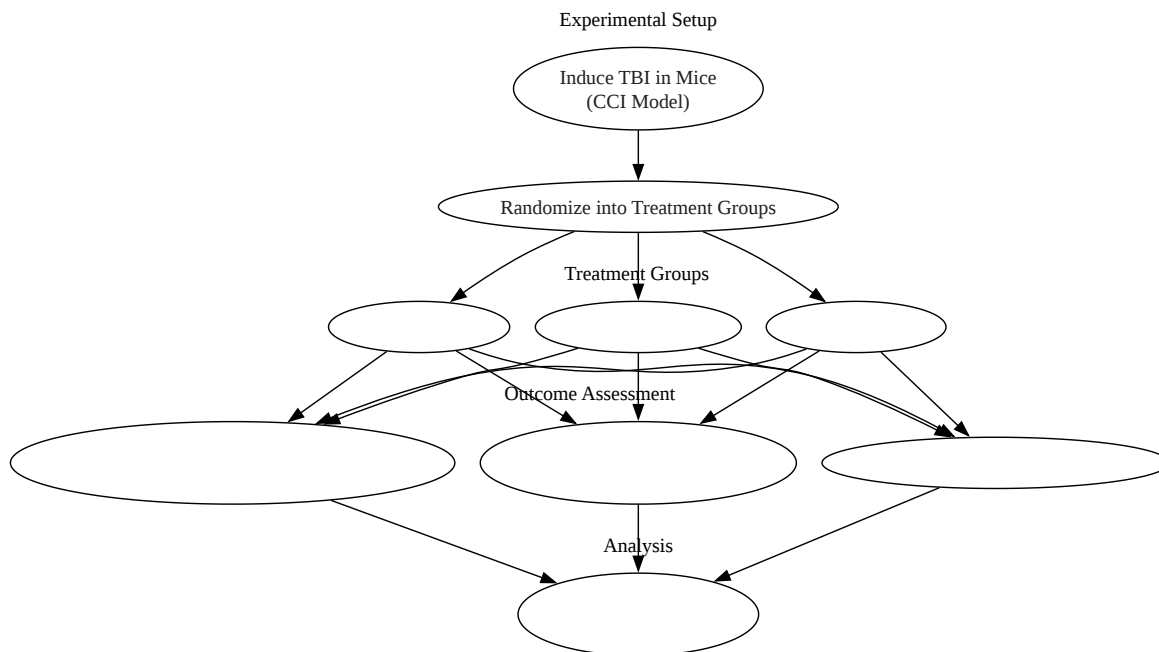 Experimental Setup
Induce TBI in Mice
(CCI Model)
Randomize into Treatment Groups
Treatment Groups
Outcome Assessment
Analysis